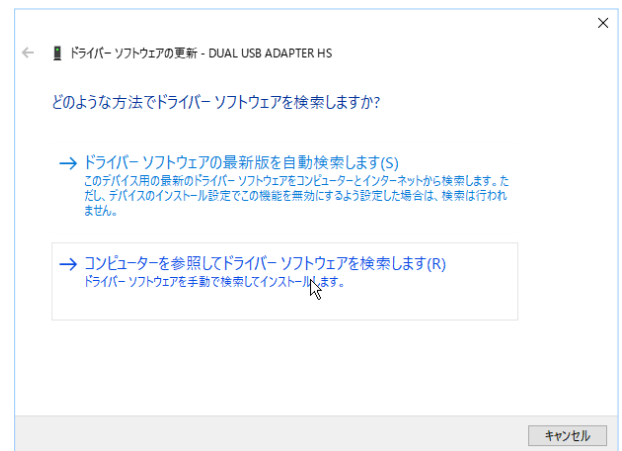 ドライバー ソフトウェアの更新 - DUAL USB ADAPTER HS
どのような方法でドライバー ソフトウェアを検索しますか?
→ ドライバー ソフトウェアの最新版を自動検索します(S)
このデバイス用の最新のドライバー ソフトウェアをコンピューターとインターネットから検索します。た
だし、デバイスのインストール設定でこの機能を無効にするよう設定した場合は、検索は行われ
ません。
→ コンピューターを参照してドライバー ソフトウェアを検索します(R)
ドライバー ソフトウェアを手動で検索してインストールします。
キャンセル